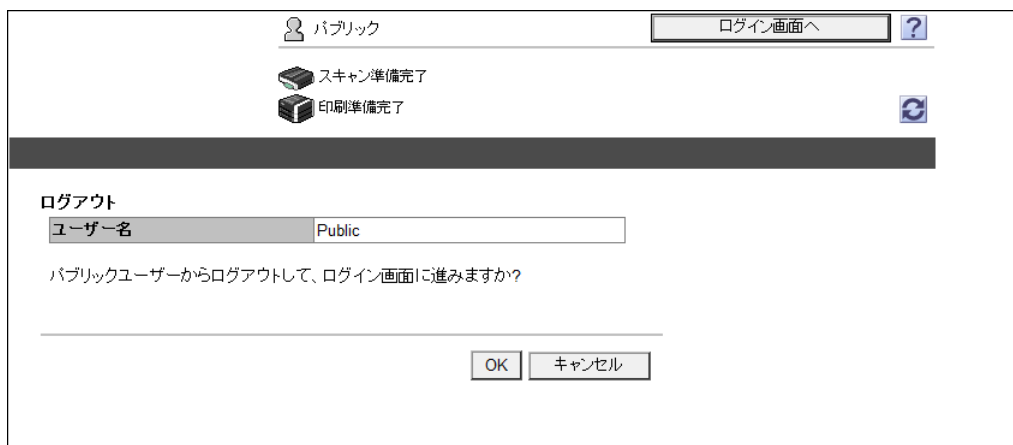 パブリック
ログイン画面へ
?
スキャン準備完了
印刷準備完了
ログアウト
ユーザー名 Public
パブリックユーザーからログアウトして、ログイン画面に進みますか?
OK キャンセル